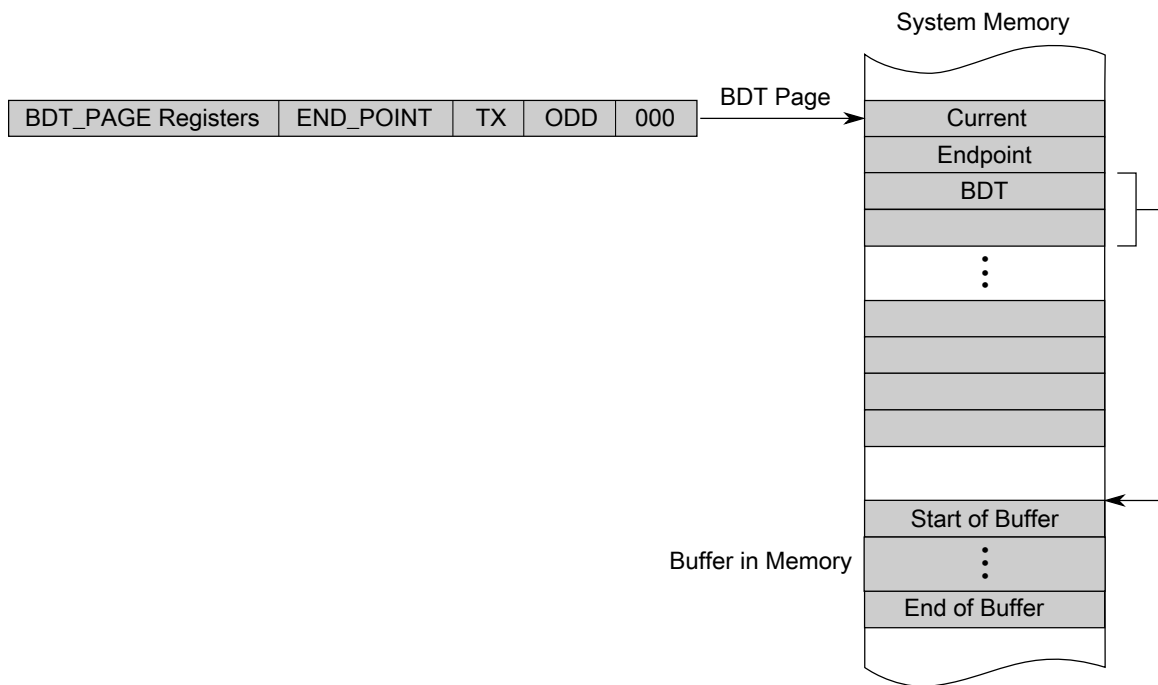 System Memory
BDT_PAGE Registers END_POINT TX ODD 000
BDT Page
Current
Endpoint
BDT
Start of Buffer
Buffer in Memory
End of Buffer